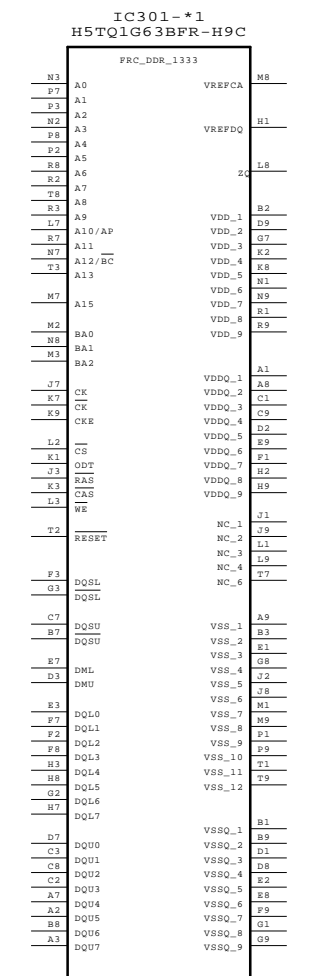 IC301-*1
H5TQ1G63BFR-H9C
FRC_DDR_1333
N3 A0
P7 A1
P3 A2
N2 A3
P8 A4
P2 A5
R8 A6
R2 A7
T8 A8
R3 A9
L7 A10/AP
R7 A11
N7 A12/BC
T3 A13
M7 A15
M2 BA0
N8 BA1
M3 BA2
J7 CK
K7 CK
K9 CKE
L2 CS
K1 ODT
J3 RAS
K3 CAS
L3 WE
T2 RESET
F3 DQSL
G3 DQSL
C7 DQSU
B7 DQSU
E7 DML
D3 DMU
E3 DQL0
F7 DQL1
F2 DQL2
F8 DQL3
H3 DQL4
H8 DQL5
G2 DQL6
H7 DQL7
D7 DQU0
C3 DQU1
C8 DQU2
C2 DQU3
A7 DQU4
A2 DQU5
B8 DQU6
A3 DQU7
VREFCA M8
VREFDQ H1
ZQ L8
VDD_1 B2
VDD_2 D9
VDD_3 G7
VDD_4 K2
VDD_5 K8
VDD_6 N1
VDD_7 N9
VDD_8 R1
VDD_9 R9
VDDQ_1 A1
VDDQ_2 A8
VDDQ_3 C1
VDDQ_4 C9
VDDQ_5 D2
VDDQ_6 E9
VDDQ_7 F1
VDDQ_8 H2
VDDQ_9 H9
NC_1 J1
NC_2 J9
NC_3 L1
NC_4 L9
NC_6 T7
VSS_1 A9
VSS_2 B3
VSS_3 E1
VSS_4 G8
VSS_5 J2
VSS_6 J8
VSS_7 M1
VSS_8 M9
VSS_9 P1
VSS_10 P9
VSS_11 T1
VSS_12 T9
VSSQ_1 B1
VSSQ_2 B9
VSSQ_3 D1
VSSQ_4 D8
VSSQ_5 E2
VSSQ_6 E8
VSSQ_7 F9
VSSQ_8 G1
VSSQ_9 G9